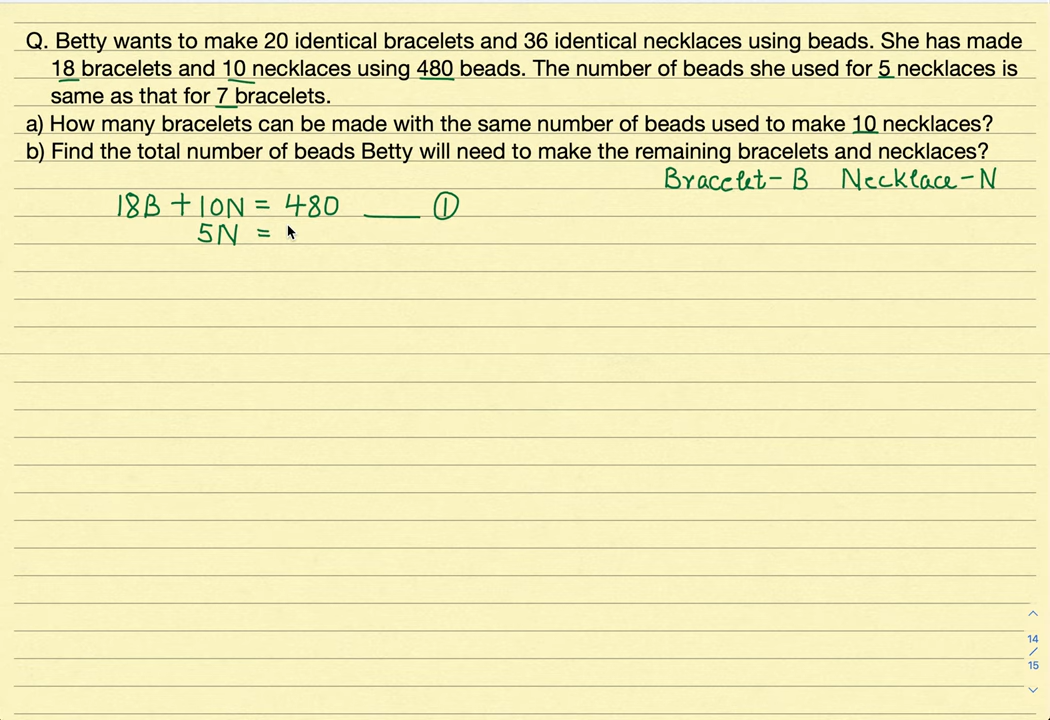 Q. Betty wants to make 20 identical bracelets and 36 identical necklaces using beads. She has made
18 bracelets and 10 necklaces using 480 beads. The number of beads she used for 5 necklaces is
same as that for 7 bracelets.
a) How many bracelets can be made with the same number of beads used to make 10 necklaces?
b) Find the total number of beads Betty will need to make the remaining bracelets and necklaces?
Bracelet - B Necklace - N
18B + 10N = 480 ___ ①
5N =
14
/
15